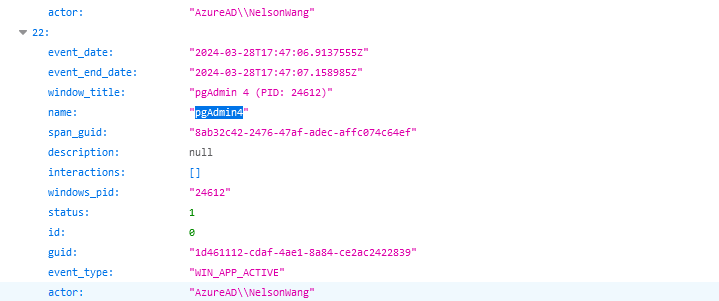 actor: "AzureAD\\NelsonWang"
22:
event_date: "2024-03-28T17:47:06.9137555Z"
event_end_date: "2024-03-28T17:47:07.158985Z"
window_title: "pgAdmin 4 (PID: 24612)"
name: "pgAdmin4"
span_guid: "8ab32c42-2476-47af-adec-affc074c64ef"
description: null
interactions: []
windows_pid: "24612"
status: 1
id: 0
guid: "1d461112-cdaf-4ae1-8a84-ce2ac2422839"
event_type: "WIN_APP_ACTIVE"
actor: "AzureAD\\NelsonWang"